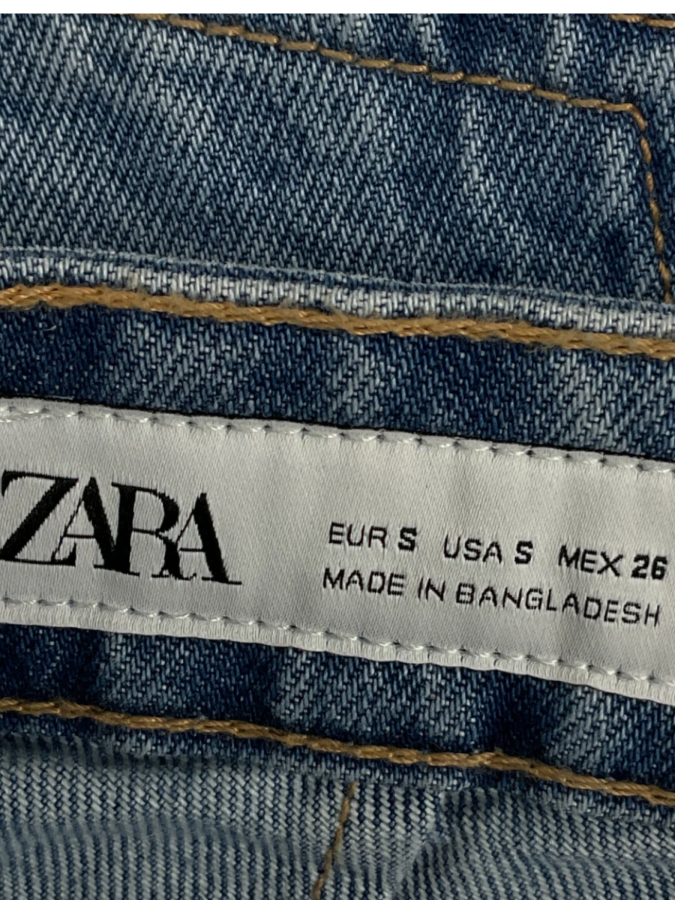 ZARA
EUR S USA S MEX 26
MADE IN BANGLADESH